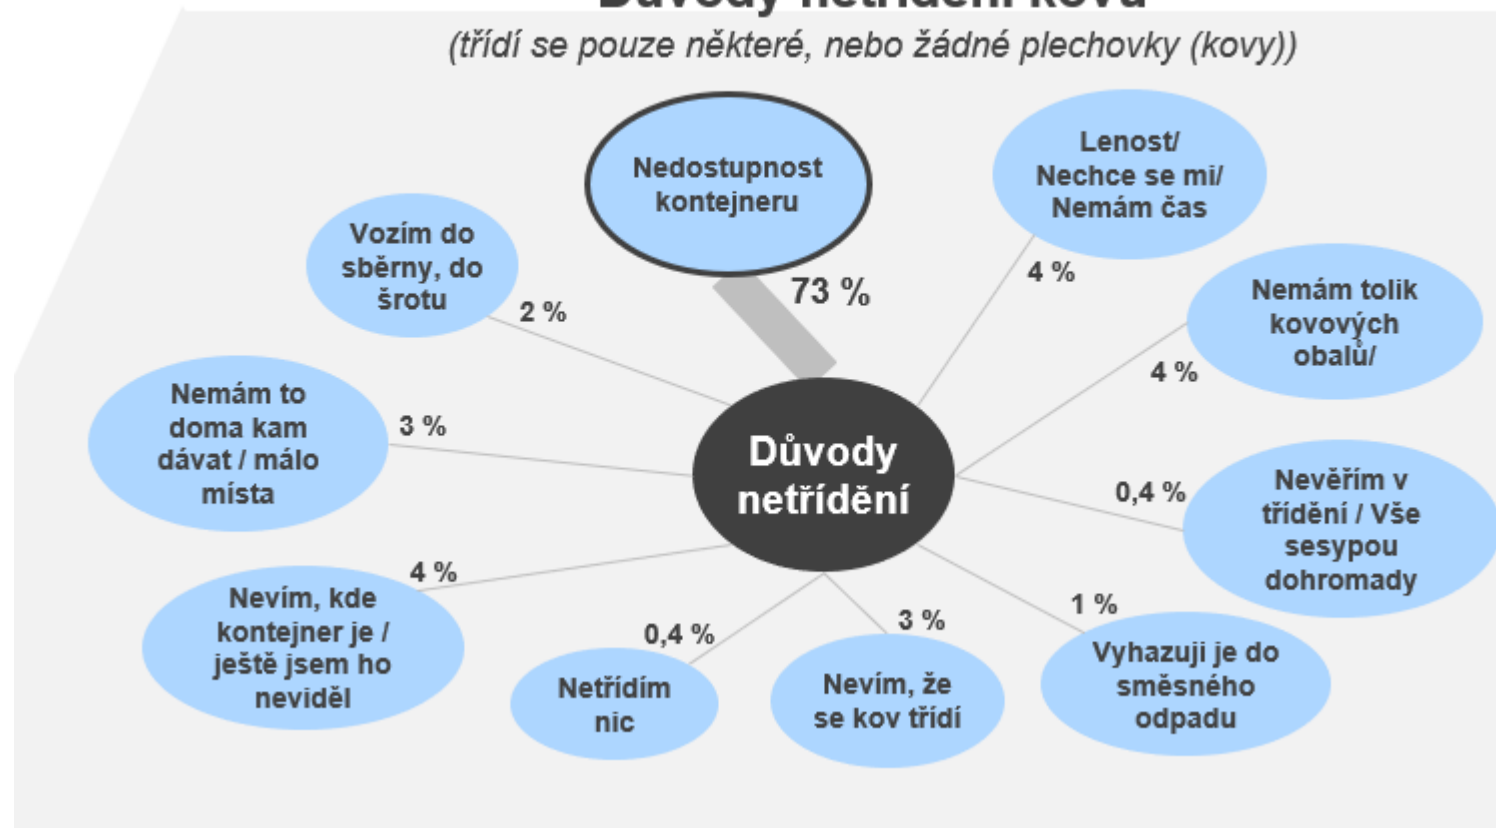 Důvody netřídění kovů
(třídí se pouze některé, nebo žádné plechovky (kovy))
Nedostupnost
kontejneru
73 %
Lenost/
Nechce se mi/
Nemám čas
4 %
Nemám tolik
kovových
obalů/
4 %
Nevěřím v
třídění / Vše
sesypou
dohromady
0,4 %
Vyhazuji je do
směsného
odpadu
1 %
Nevím, že
se kov třídí
3 %
Netřídím
nic
0,4 %
Nevím, kde
kontejner je /
ještě jsem ho
neviděl
4 %
Nemám to
doma kam
dávat / málo
místa
3 %
Vozím do
sběrny, do
šrotu
2 %
Důvody
netřídění